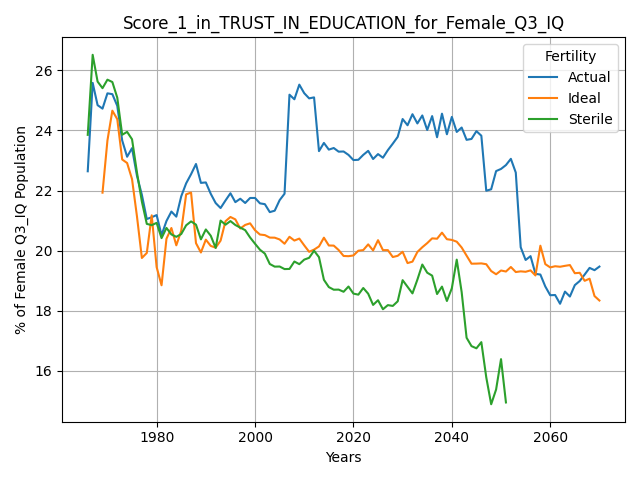 Score_1_in_TRUST_IN_EDUCATION_for_Female_Q3_IQ
Fertility
Actual
Ideal
Sterile
26
24
22
20
18
16
% of Female Q3_IQ Population
1980
2000
2020
2040
2060
Years